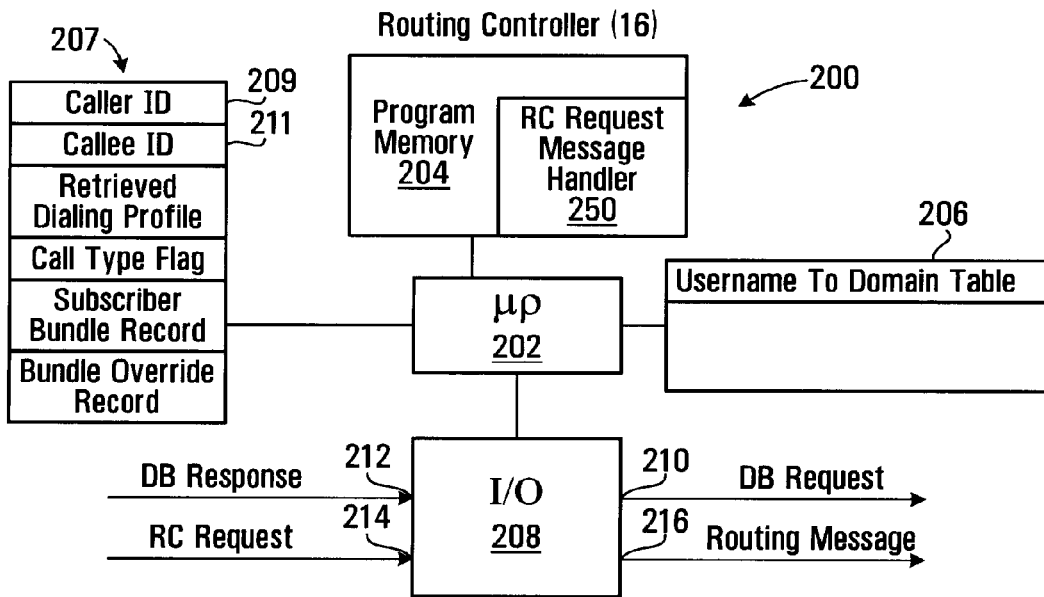 Routing Controller (16)
207
209
Caller ID
211
Callee ID
Retrieved
Dialing Profile
Call Type Flag
Subscriber
Bundle Record
Bundle Override
Record
Program
Memory
204
RC Request
Message
Handler
250
200
206
Username To Domain Table
μρ
202
DB Response
212
RC Request
214
I/O
208
210
DB Request
216
Routing Message